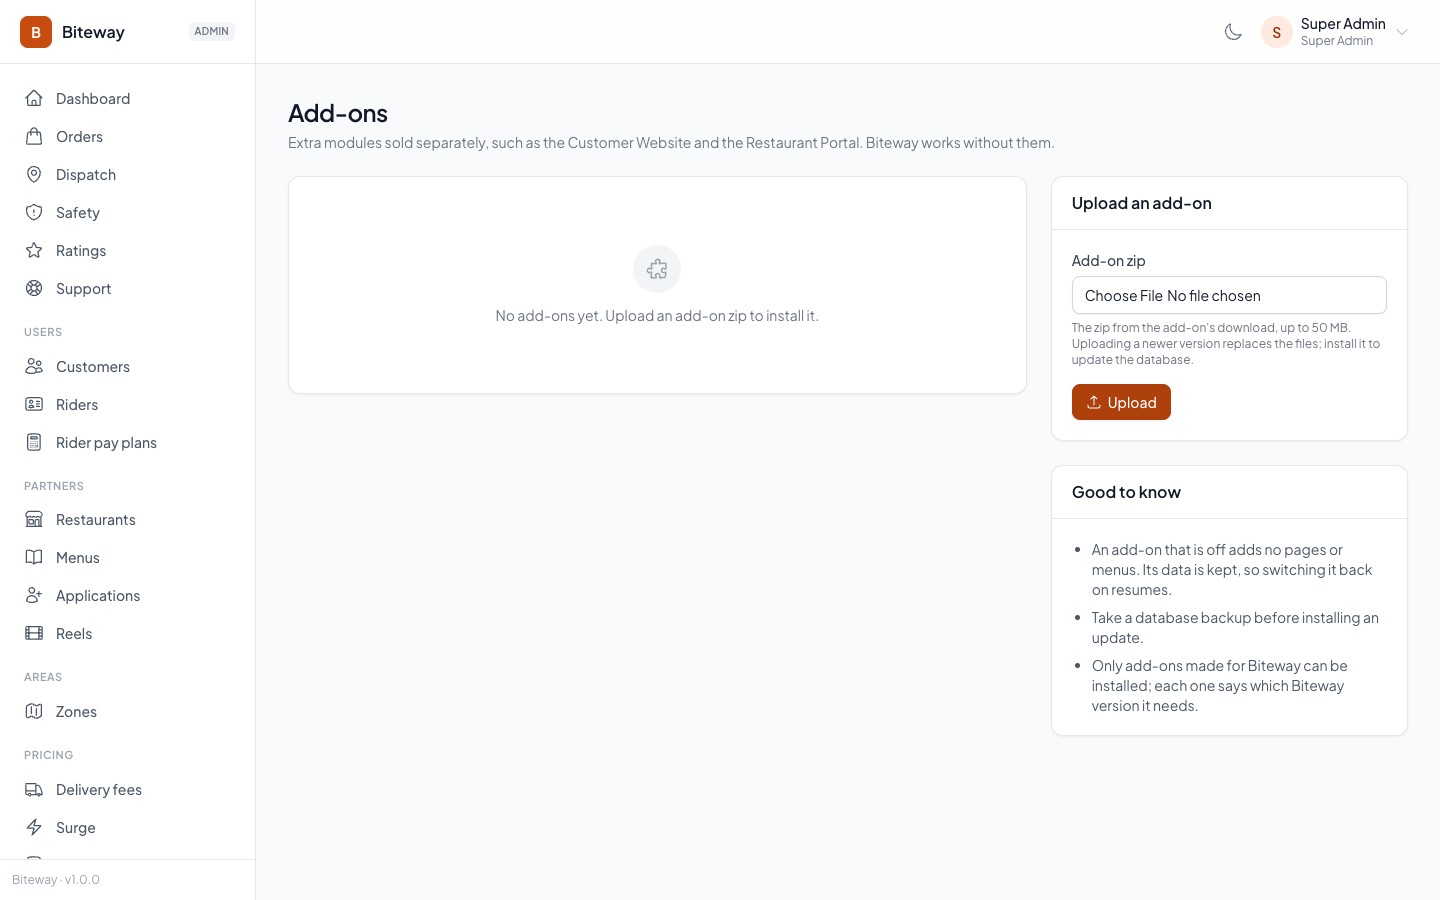 B
Biteway
ADMIN
S
Super Admin
Super Admin
Dashboard
Orders
Dispatch
Safety
Ratings
Support
USERS
Customers
Riders
Rider pay plans
PARTNERS
Restaurants
Menus
Applications
Reels
AREAS
Zones
PRICING
Delivery fees
Surge
Biteway · v1.0.0
Add-ons
Extra modules sold separately, such as the Customer Website and the Restaurant Portal. Biteway works without them.
No add-ons yet. Upload an add-on zip to install it.
Upload an add-on
Add-on zip
Choose File No file chosen
The zip from the add-on's download, up to 50 MB.
Uploading a newer version replaces the files; install it to
update the database.
Upload
Good to know
• An add-on that is off adds no pages or
menus. Its data is kept, so switching it back
on resumes.
• Take a database backup before installing an
update.
• Only add-ons made for Biteway can be
installed; each one says which Biteway
version it needs.